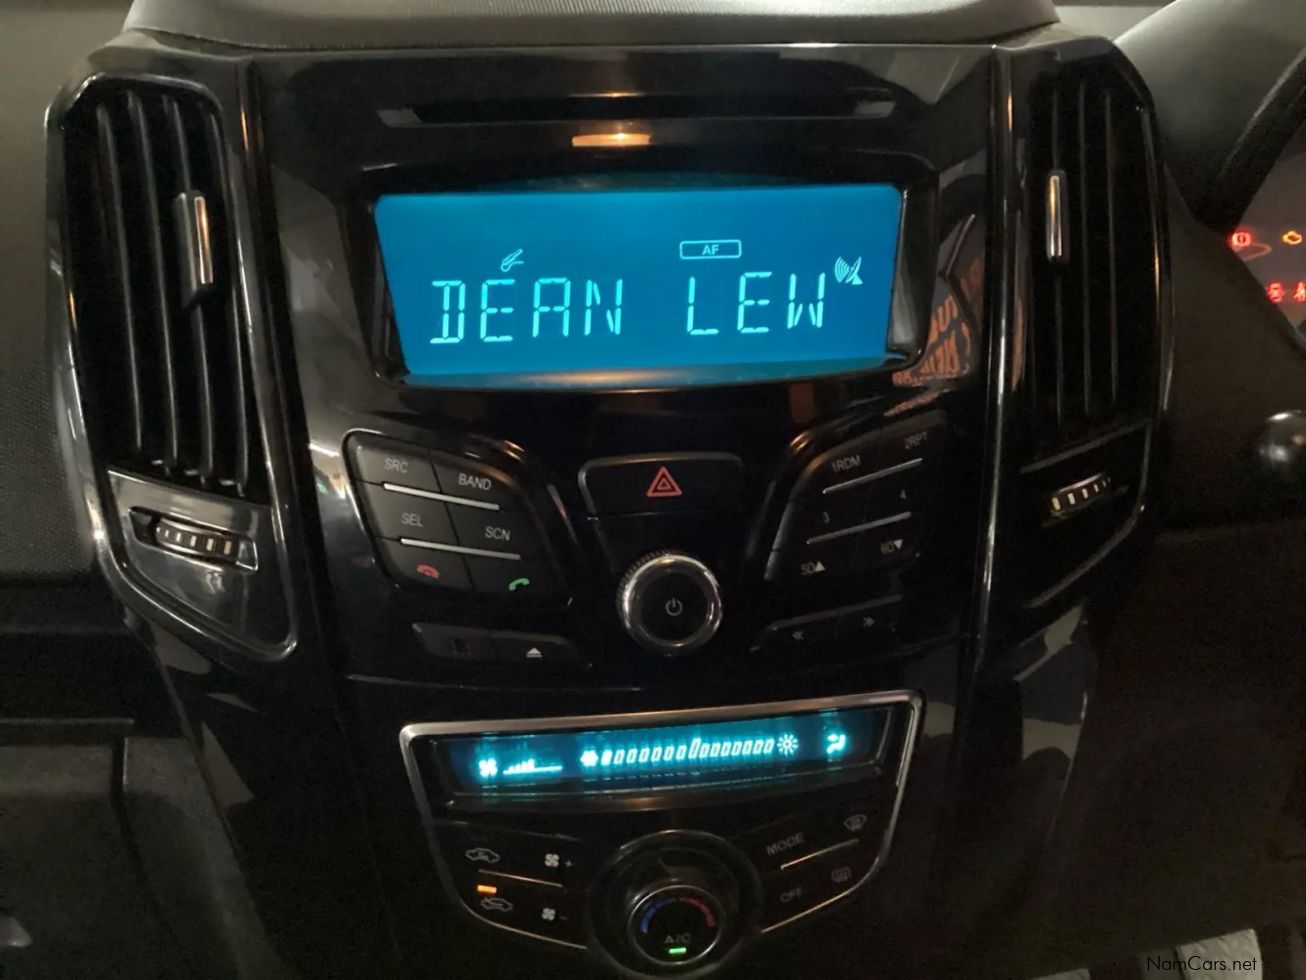 AF
DEAN LEW
SRC
BAND
1RDM
2RPT
SEL
SCN
3
4
5D▲
6D▼
MODE
OFF
A/C
NamCars.net